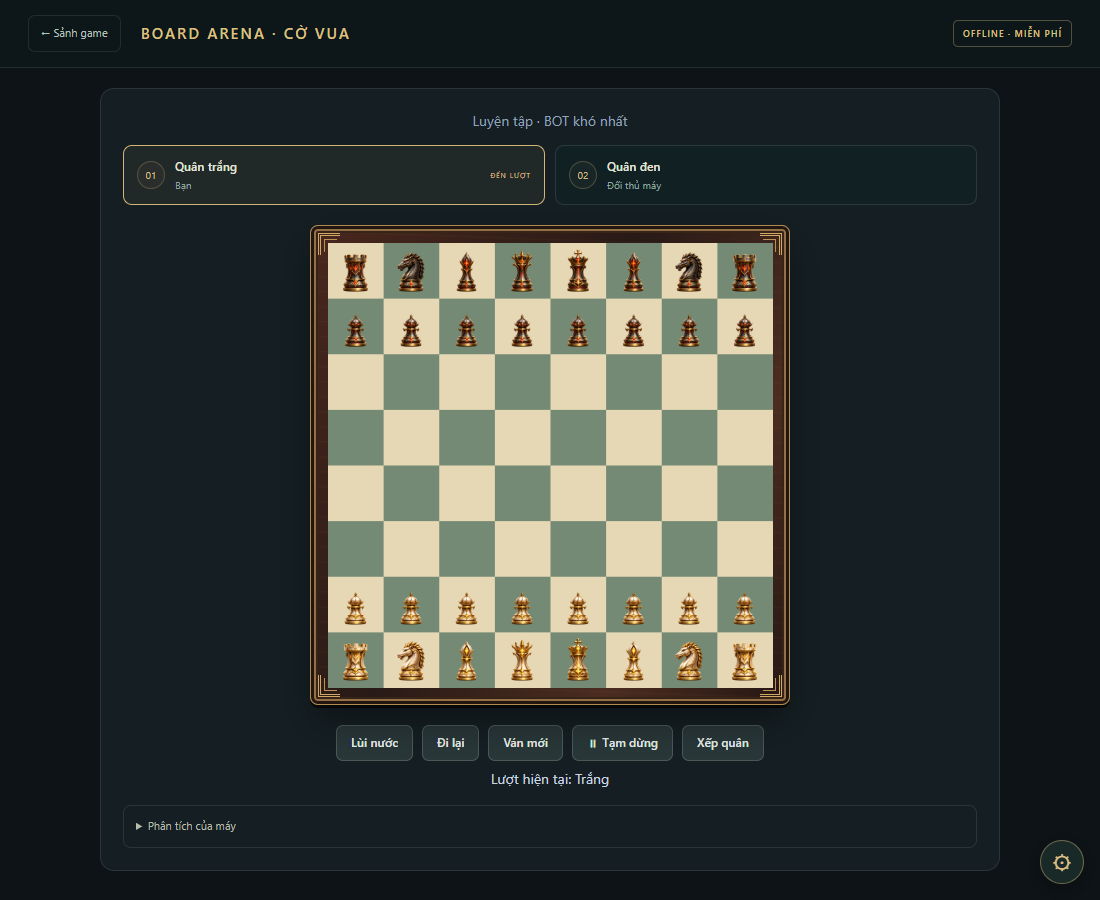 ← Sảnh game
BOARD ARENA · CỜ VUA
OFFLINE · MIỄN PHÍ
Luyện tập · BOT khó nhất
01
Quân trắng
Bạn
ĐẾN LƯỢT
02
Quân đen
Đối thủ máy
Lùi nước
Đi lại
Ván mới
⏸ Tạm dừng
Xếp quân
Lượt hiện tại: Trắng
▶ Phân tích của máy